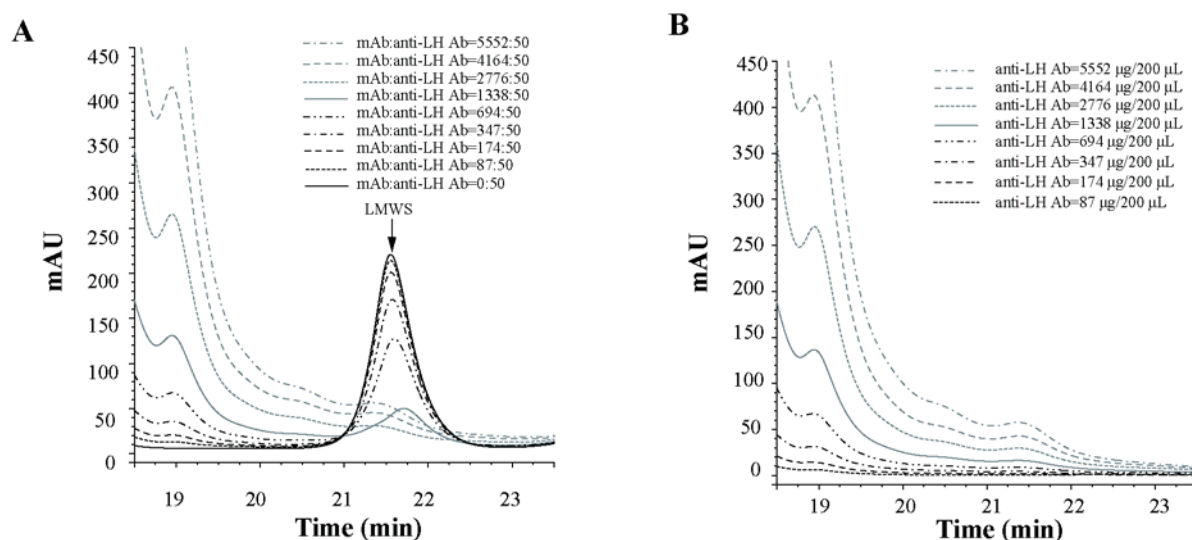 A
mAb:anti-LH Ab=5552:50
mAb:anti-LH Ab=4164:50
mAb:anti-LH Ab=2776:50
mAb:anti-LH Ab=1338:50
mAb:anti-LH Ab=694:50
mAb:anti-LH Ab=347:50
mAb:anti-LH Ab=174:50
mAb:anti-LH Ab=87:50
mAb:anti-LH Ab=0:50
LMWS
450
400
350
300
250
200
150
100
50
0
mAU
19 20 21 22 23
Time (min)
B
anti-LH Ab=5552 µg/200 µL
anti-LH Ab=4164 µg/200 µL
anti-LH Ab=2776 µg/200 µL
anti-LH Ab=1338 µg/200 µL
anti-LH Ab=694 µg/200 µL
anti-LH Ab=347 µg/200 µL
anti-LH Ab=174 µg/200 µL
anti-LH Ab=87 µg/200 µL
450
400
350
300
250
200
150
100
50
0
mAU
19 20 21 22 23
Time (min)